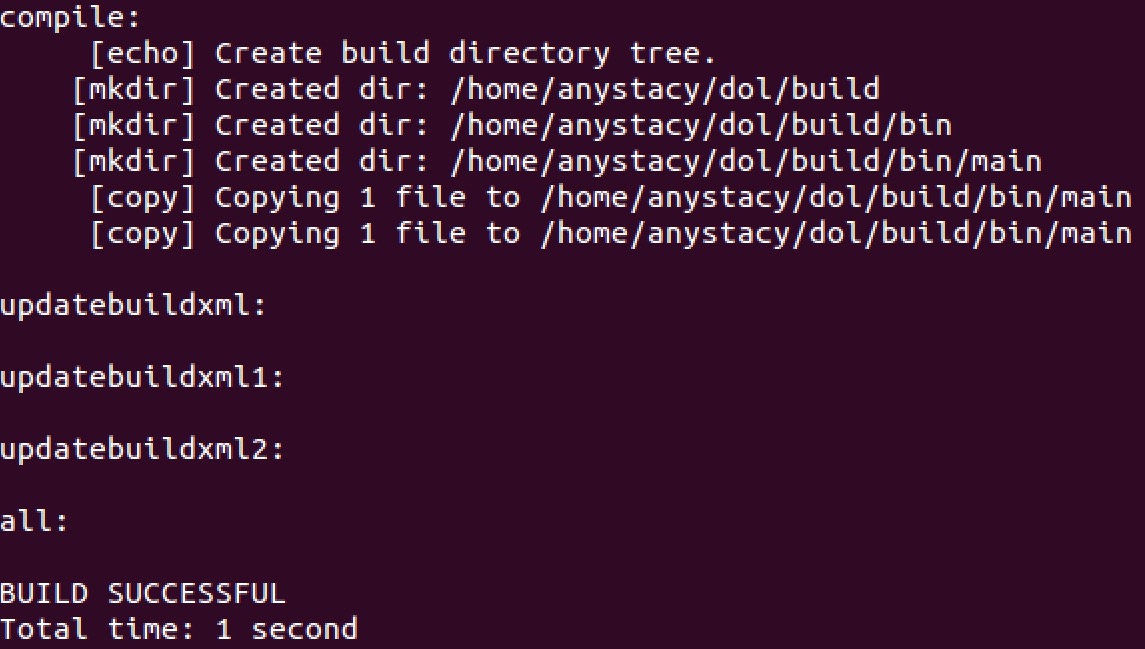 compile:
     [echo] Create build directory tree.
    [mkdir] Created dir: /home/anystacy/dol/build
    [mkdir] Created dir: /home/anystacy/dol/build/bin
    [mkdir] Created dir: /home/anystacy/dol/build/bin/main
     [copy] Copying 1 file to /home/anystacy/dol/build/bin/main
     [copy] Copying 1 file to /home/anystacy/dol/build/bin/main
updatebuildxml:
updatebuildxml1:
updatebuildxml2:
all:
BUILD SUCCESSFUL
Total time: 1 second